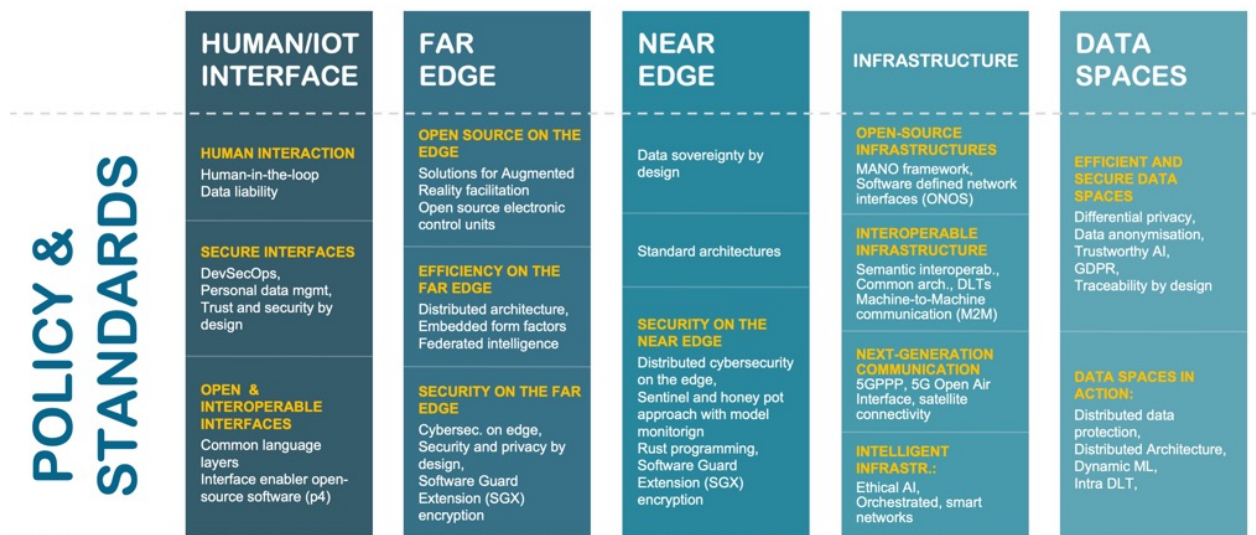 POLICY &
STANDARDS
HUMAN/IOT
INTERFACE
HUMAN INTERACTION
Human-in-the-loop
Data liability
SECURE INTERFACES
DevSecOps,
Personal data mgmt,
Trust and security by
design
OPEN &
INTEROPERABLE
INTERFACES
Common language
layers
Interface enabler open-
source software (p4)
FAR
EDGE
OPEN SOURCE ON THE
EDGE
Solutions for Augmented
Reality facilitation
Open source electronic
control units
EFFICIENCY ON THE
FAR EDGE
Distributed architecture,
Embedded form factors
Federated intelligence
SECURITY ON THE FAR
EDGE
Cybersec. on edge,
Security and privacy by
design,
Software Guard
Extension (SGX)
encryption
NEAR
EDGE
Data sovereignty by
design
Standard architectures
SECURITY ON THE
NEAR EDGE
Distributed cybersecurity
on the edge,
Sentinel and honey pot
approach with model
monitorign
Rust programming,
Software Guard
Extension (SGX)
encryption
INFRASTRUCTURE
OPEN-SOURCE
INFRASTRUCTURES
MANO framework,
Software defined network
interfaces (ONOS)
INTEROPERABLE
INFRASTRUCTURE
Semantic interoperab.,
Common arch., DLTs
Machine-to-Machine
communication (M2M)
NEXT-GENERATION
COMMUNICATION
5GPPP, 5G Open Air
Interface, satellite
connectivity
INTELLIGENT
INFRASTR.:
Ethical AI,
Orchestrated, smart
networks
DATA
SPACES
EFFICIENT AND
SECURE DATA
SPACES
Differential privacy,
Data anonymisation,
Trustworthy AI,
GDPR,
Traceability by design
DATA SPACES IN
ACTION:
Distributed data
protection,
Distributed Architecture,
Dynamic ML,
Intra DLT,